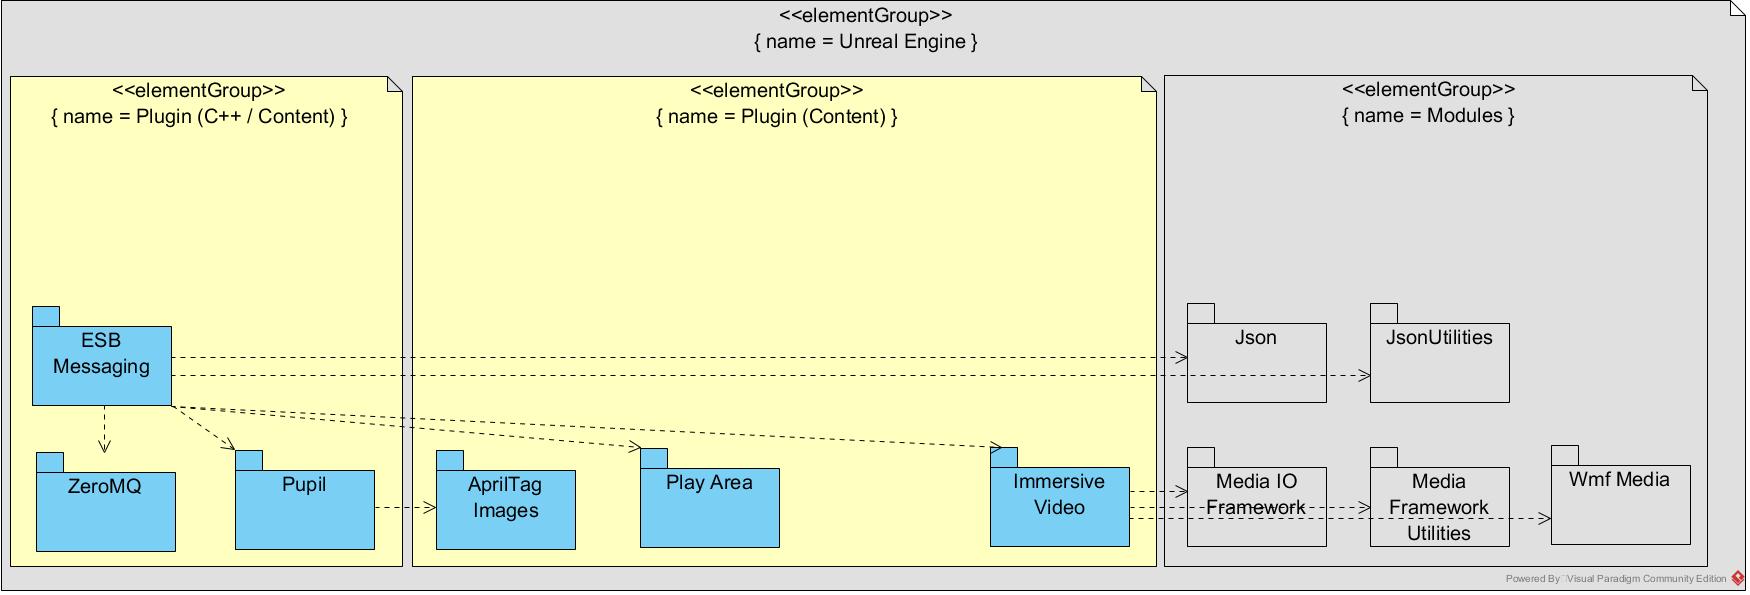 <<elementGroup>>
{ name = Unreal Engine }
<<elementGroup>>
{ name = Plugin (C++ / Content) }
<<elementGroup>>
{ name = Plugin (Content) }
<<elementGroup>>
{ name = Modules }
ESB
Messaging
Json
JsonUtilities
ZeroMQ
Pupil
AprilTag
Images
Play Area
Immersive
Video
Media IO
Framework
Media
Framework
Utilities
Wmf Media
Powered By Visual Paradigm Community Edition